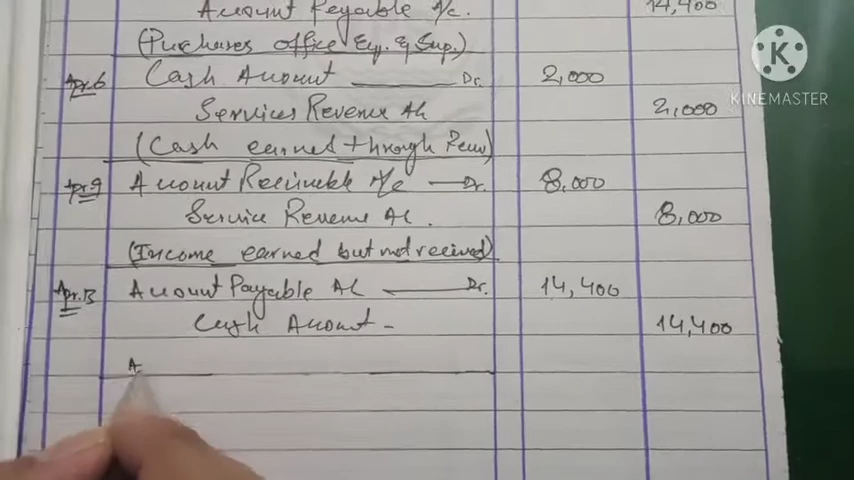 Account Payable A/c. 14,400
(Purchases office Eq. & Sup.)
Apr.6 Cash Account Dr. 2,000
Services Revenue A/c 2,000
(Cash earned through Revu)
Apr.9 Account Receivable A/c Dr. 8,000
Service Revenue A/c. 8,000
(Income earned but not received)
Apr.13 Account Payable A/c Dr. 14,400
Cash Account - 14,400
A
K
KINEMASTER